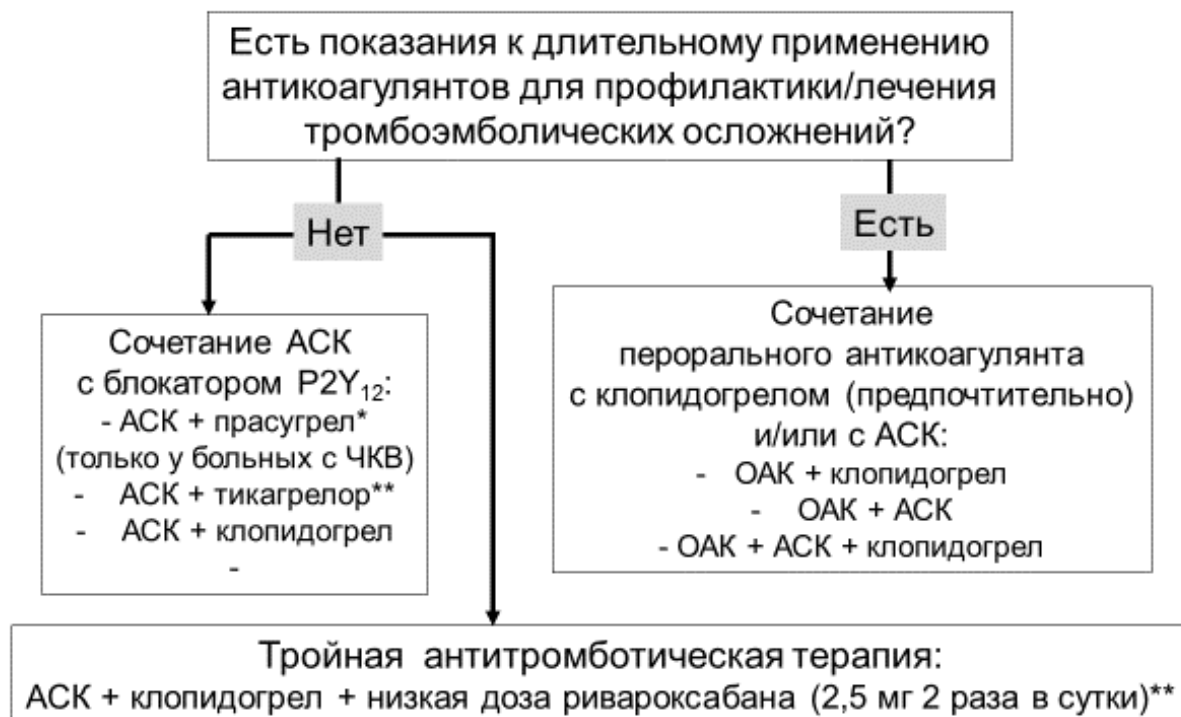 Есть показания к длительному применению
антикоагулянтов для профилактики/лечения
тромбоэмболических осложнений?
Нет
Есть
Сочетание АСК
с блокатором P2Y₁₂:
- АСК + прасугрел*
(только у больных с ЧКВ)
- АСК + тикагрелор**
- АСК + клопидогрел
-
Сочетание
перорального антикоагулянта
с клопидогрелом (предпочтительно)
и/или с АСК:
- ОАК + клопидогрел
- ОАК + АСК
- ОАК + АСК + клопидогрел
Тройная антитромботическая терапия:
АСК + клопидогрел + низкая доза ривароксабана (2,5 мг 2 раза в сутки)**